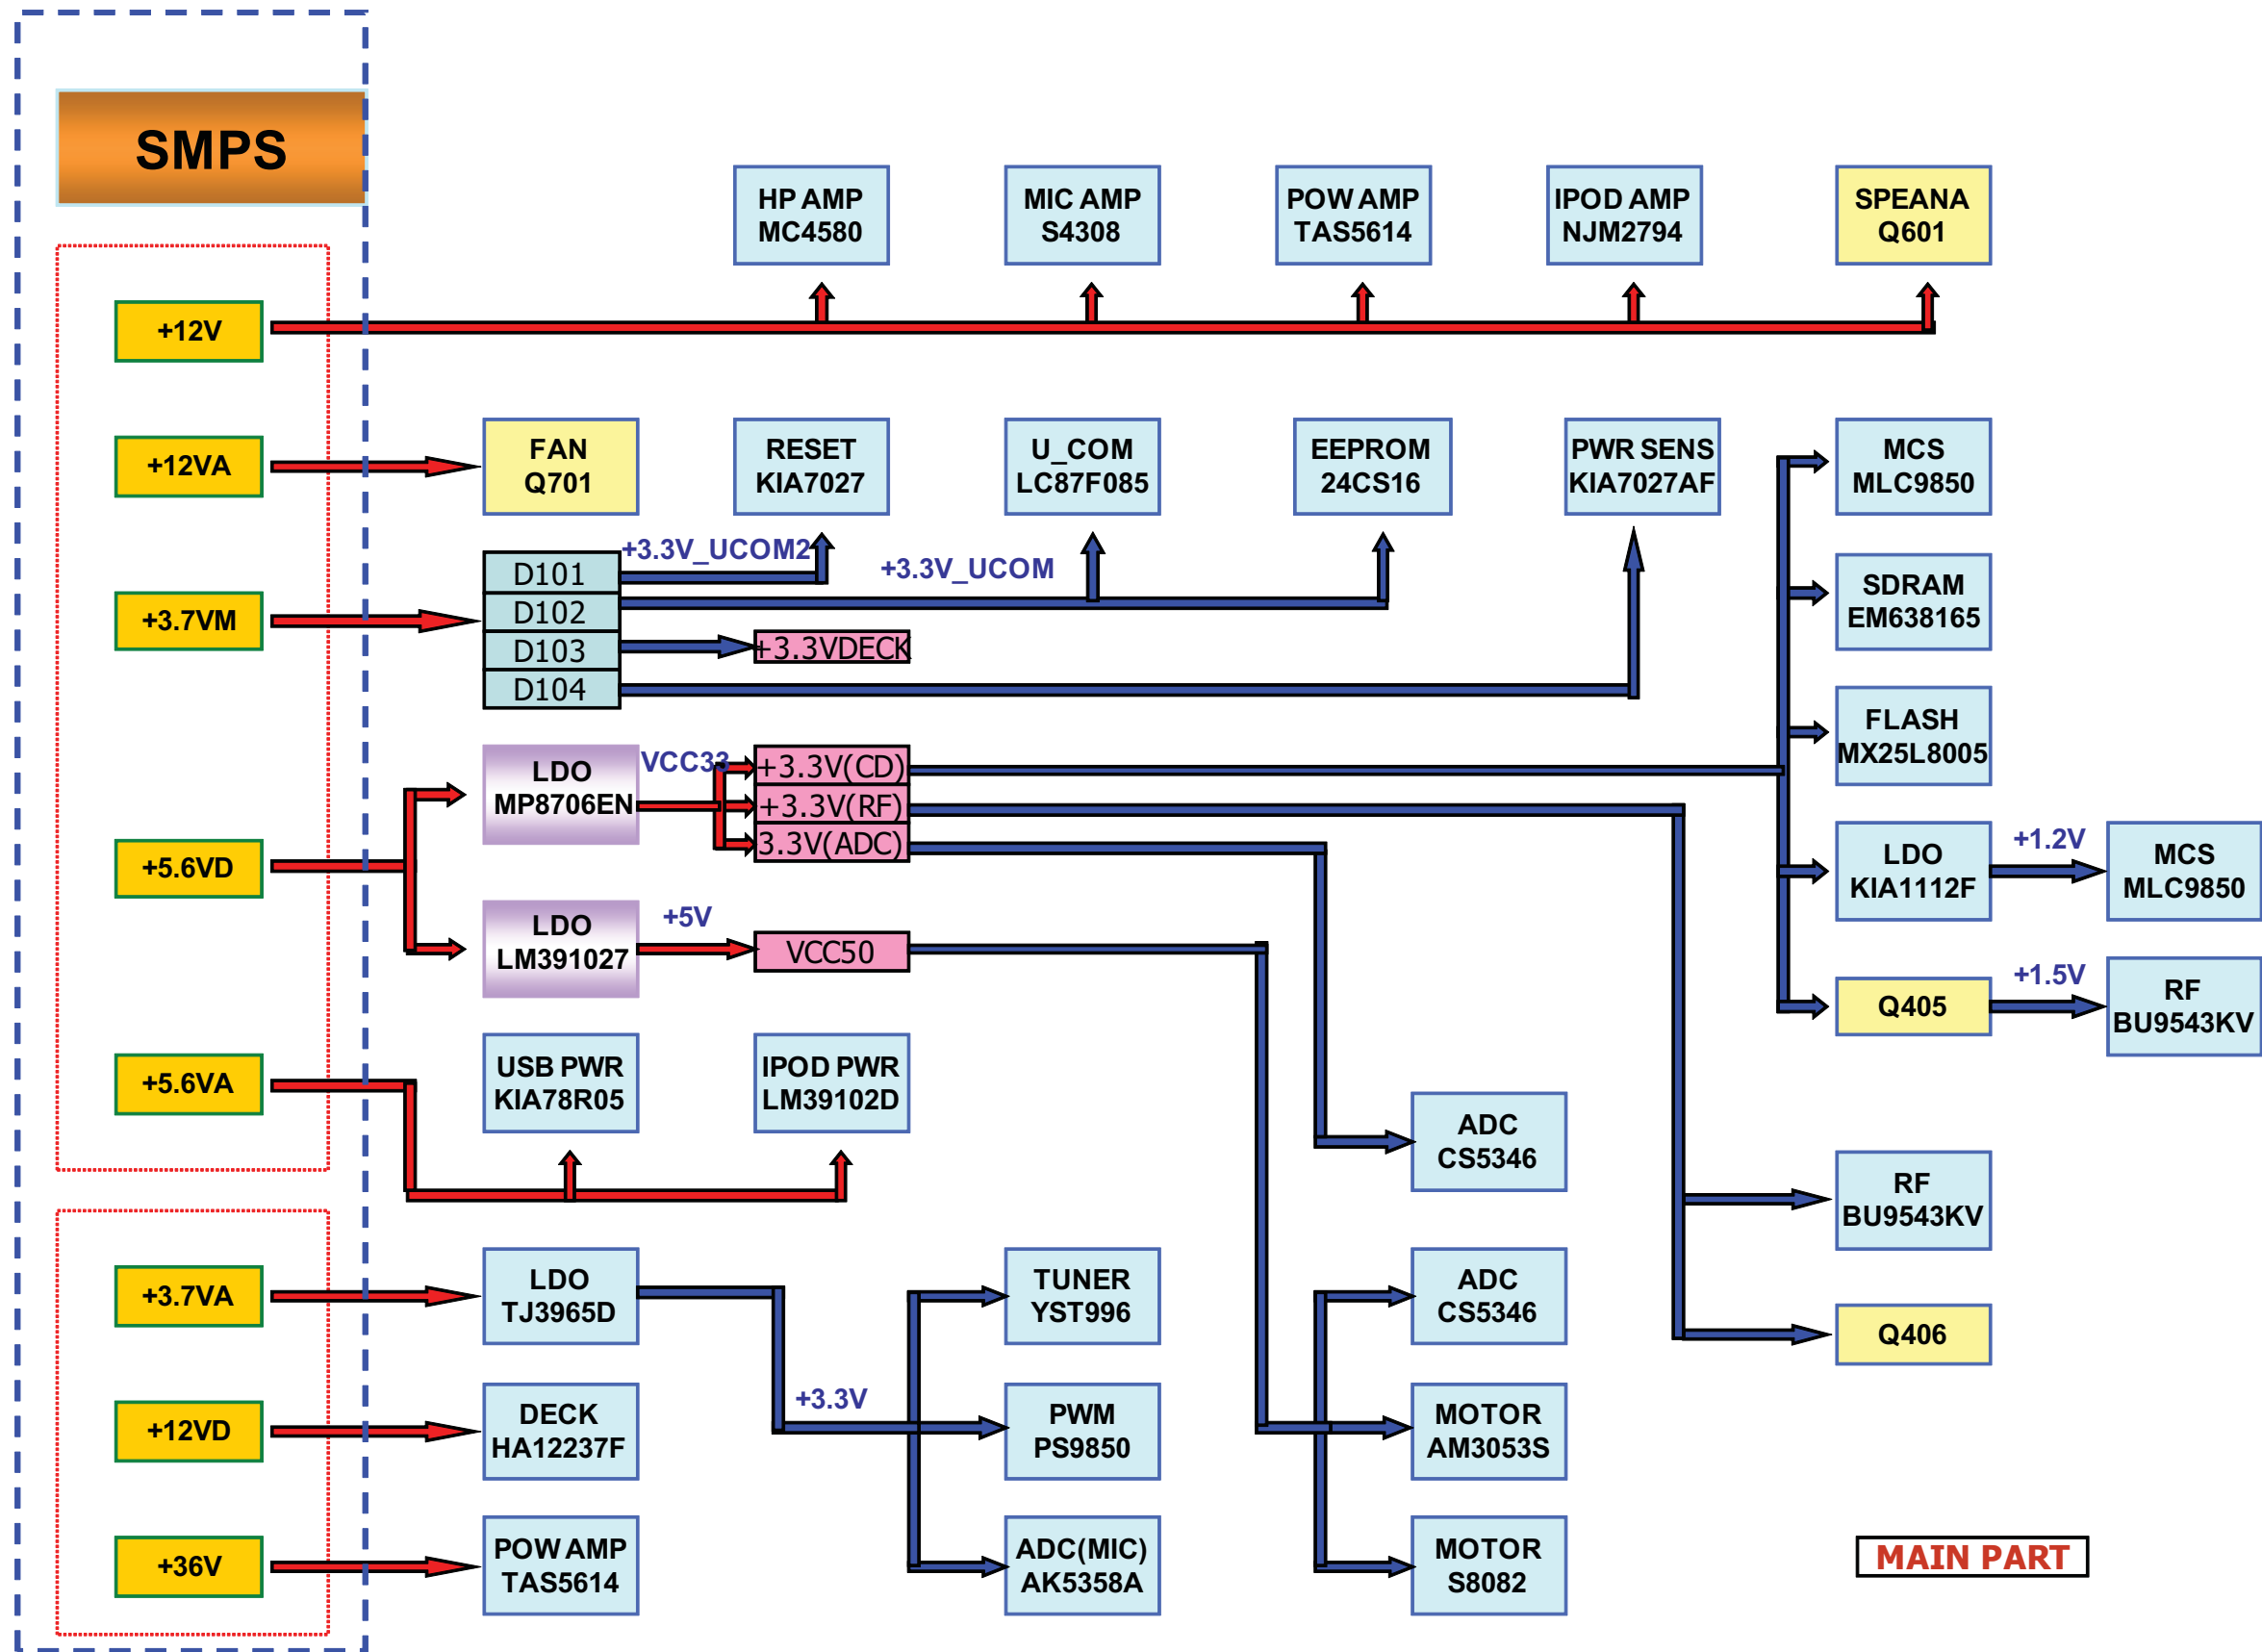 SMPS
HP AMP
MC4580
MIC AMP
S4308
POW AMP
TAS5614
IPOD AMP
NJM2794
SPEANA
Q601
+12V
+12VA
FAN
Q701
RESET
KIA7027
U_COM
LC87F085
EEPROM
24CS16
PWR SENS
KIA7027AF
MCS
MLC9850
+3.3V_UCOM2
+3.3V_UCOM
+3.7VM
D101
D102
D103
D104
+3.3VDECK
SDRAM
EM638165
FLASH
MX25L8005
LDO
MP8706EN
VCC33
+3.3V(CD)
+3.3V(RF)
3.3V(ADC)
+5.6VD
LDO
KIA1112F
+1.2V
MCS
MLC9850
LDO
LM391027
+5V
VCC50
Q405
+1.5V
RF
BU9543KV
+5.6VA
USB PWR
KIA78R05
IPOD PWR
LM39102D
ADC
CS5346
RF
BU9543KV
+3.7VA
LDO
TJ3965D
TUNER
YST996
ADC
CS5346
Q406
+12VD
DECK
HA12237F
+3.3V
PWM
PS9850
MOTOR
AM3053S
+36V
POW AMP
TAS5614
ADC(MIC)
AK5358A
MOTOR
S8082
MAIN PART